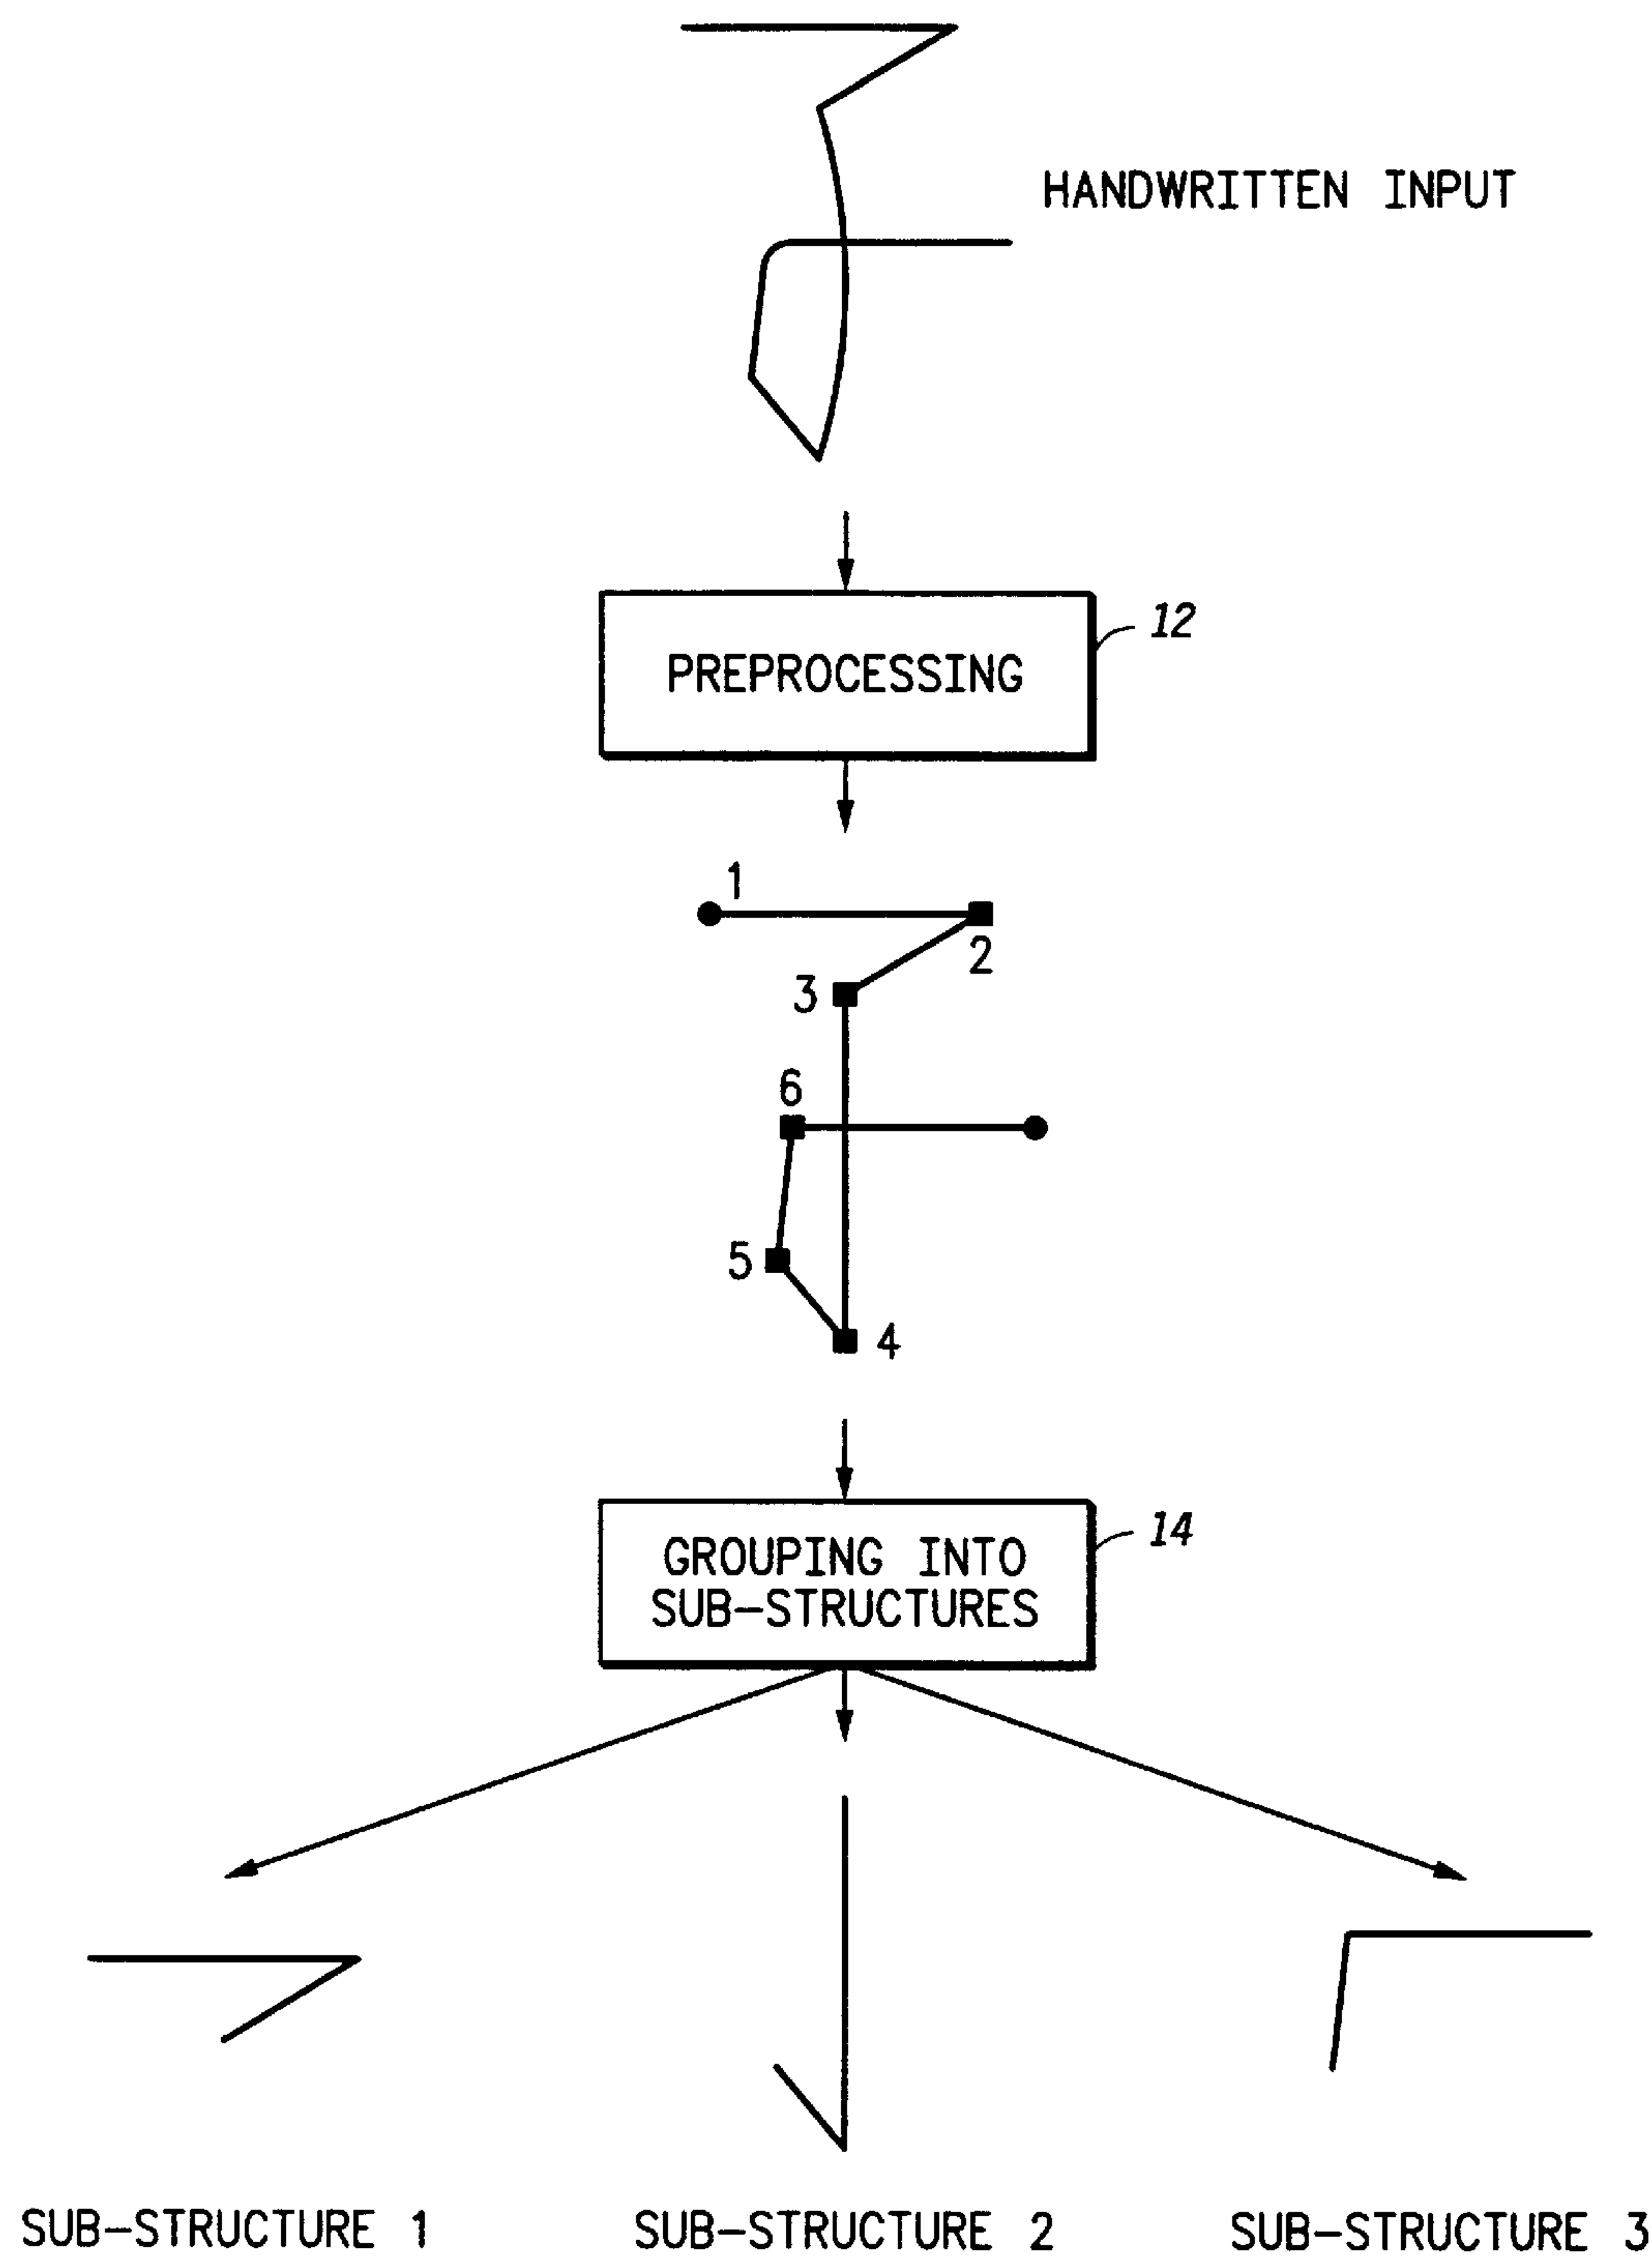 HANDWRITTEN INPUT
12
PREPROCESSING
1
2
3
6
5
4
14
GROUPING INTO
SUB-STRUCTURES
SUB-STRUCTURE 1
SUB-STRUCTURE 2
SUB-STRUCTURE 3